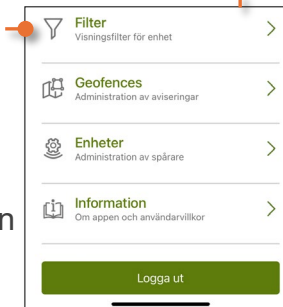 Filter
Visningsfilter för enhet
Geofences
Administration av aviseringar
Enheter
Administration av spårare
n
Information
Om appen och användarvillkor
Logga ut